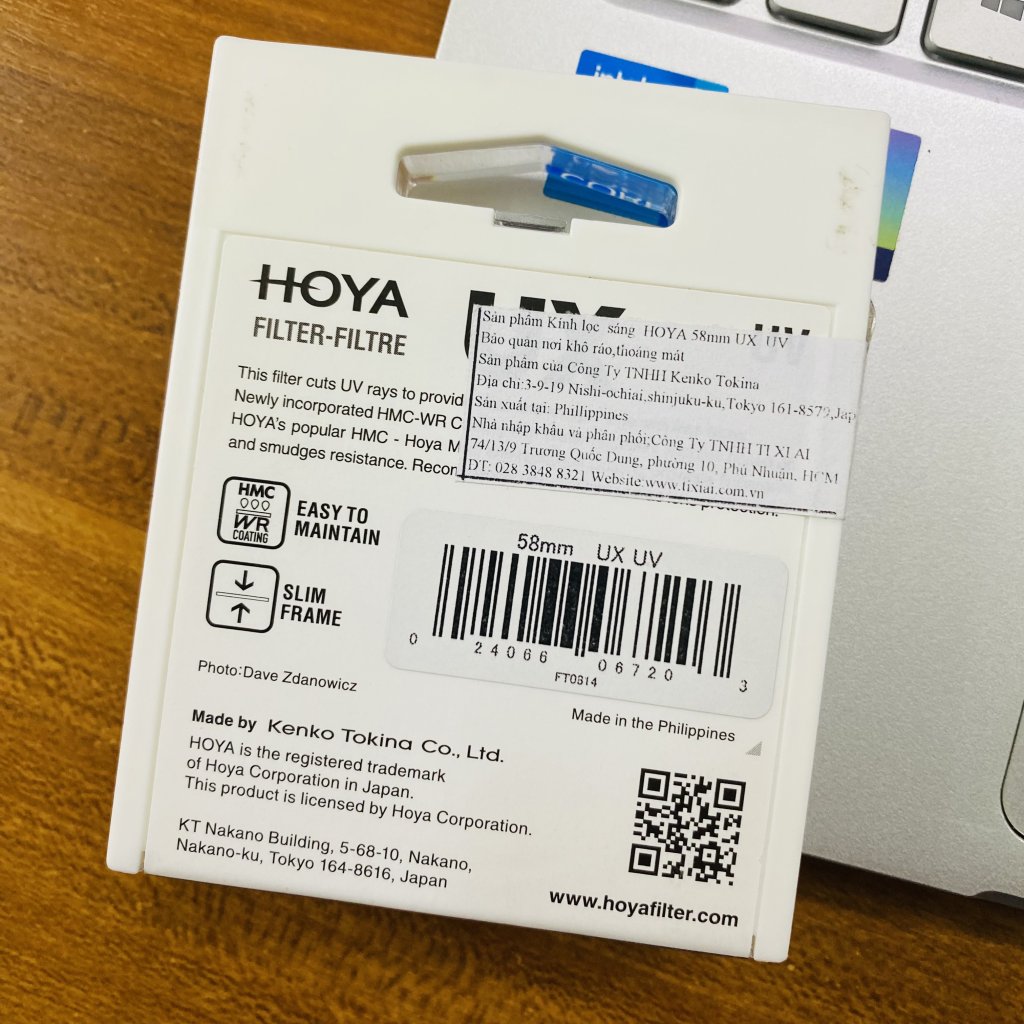 HOYA
FILTER-FILTRE
UX UV
This filter cuts UV rays to provid
Newly incorporated HMC-WR C
HOYA's popular HMC - Hoya M
and smudges resistance. Recor
protection.
Sản phẩm Kính lọc sáng HOYA 58mm UX UV
Bảo quản nơi khô ráo,thoáng mát
Sản phẩm của Công Ty TNHH Kenko Tokina
Địa chỉ:3-9-19 Nishi-ochiai,shinjuku-ku,Tokyo 161-8579,Jap
Sản xuất tại: Phillippines
Nhà nhập khẩu và phân phối;Công Ty TNHH TI XI AI
74/13/9 Trương Quốc Dung, phường 10, Phú Nhuận, HCM
DT: 028 3848 8321 Website:www.tixiai.com.vn
HMC
WR
COATING
EASY TO
MAINTAIN
SLIM
FRAME
58mm UX UV
0 24066 06720 3
FT0814
Photo:Dave Zdanowicz
Made in the Philippines
Made by Kenko Tokina Co., Ltd.
HOYA is the registered trademark
of Hoya Corporation in Japan.
This product is licensed by Hoya Corporation.
KT Nakano Building, 5-68-10, Nakano,
Nakano-ku, Tokyo 164-8616, Japan
www.hoyafilter.com